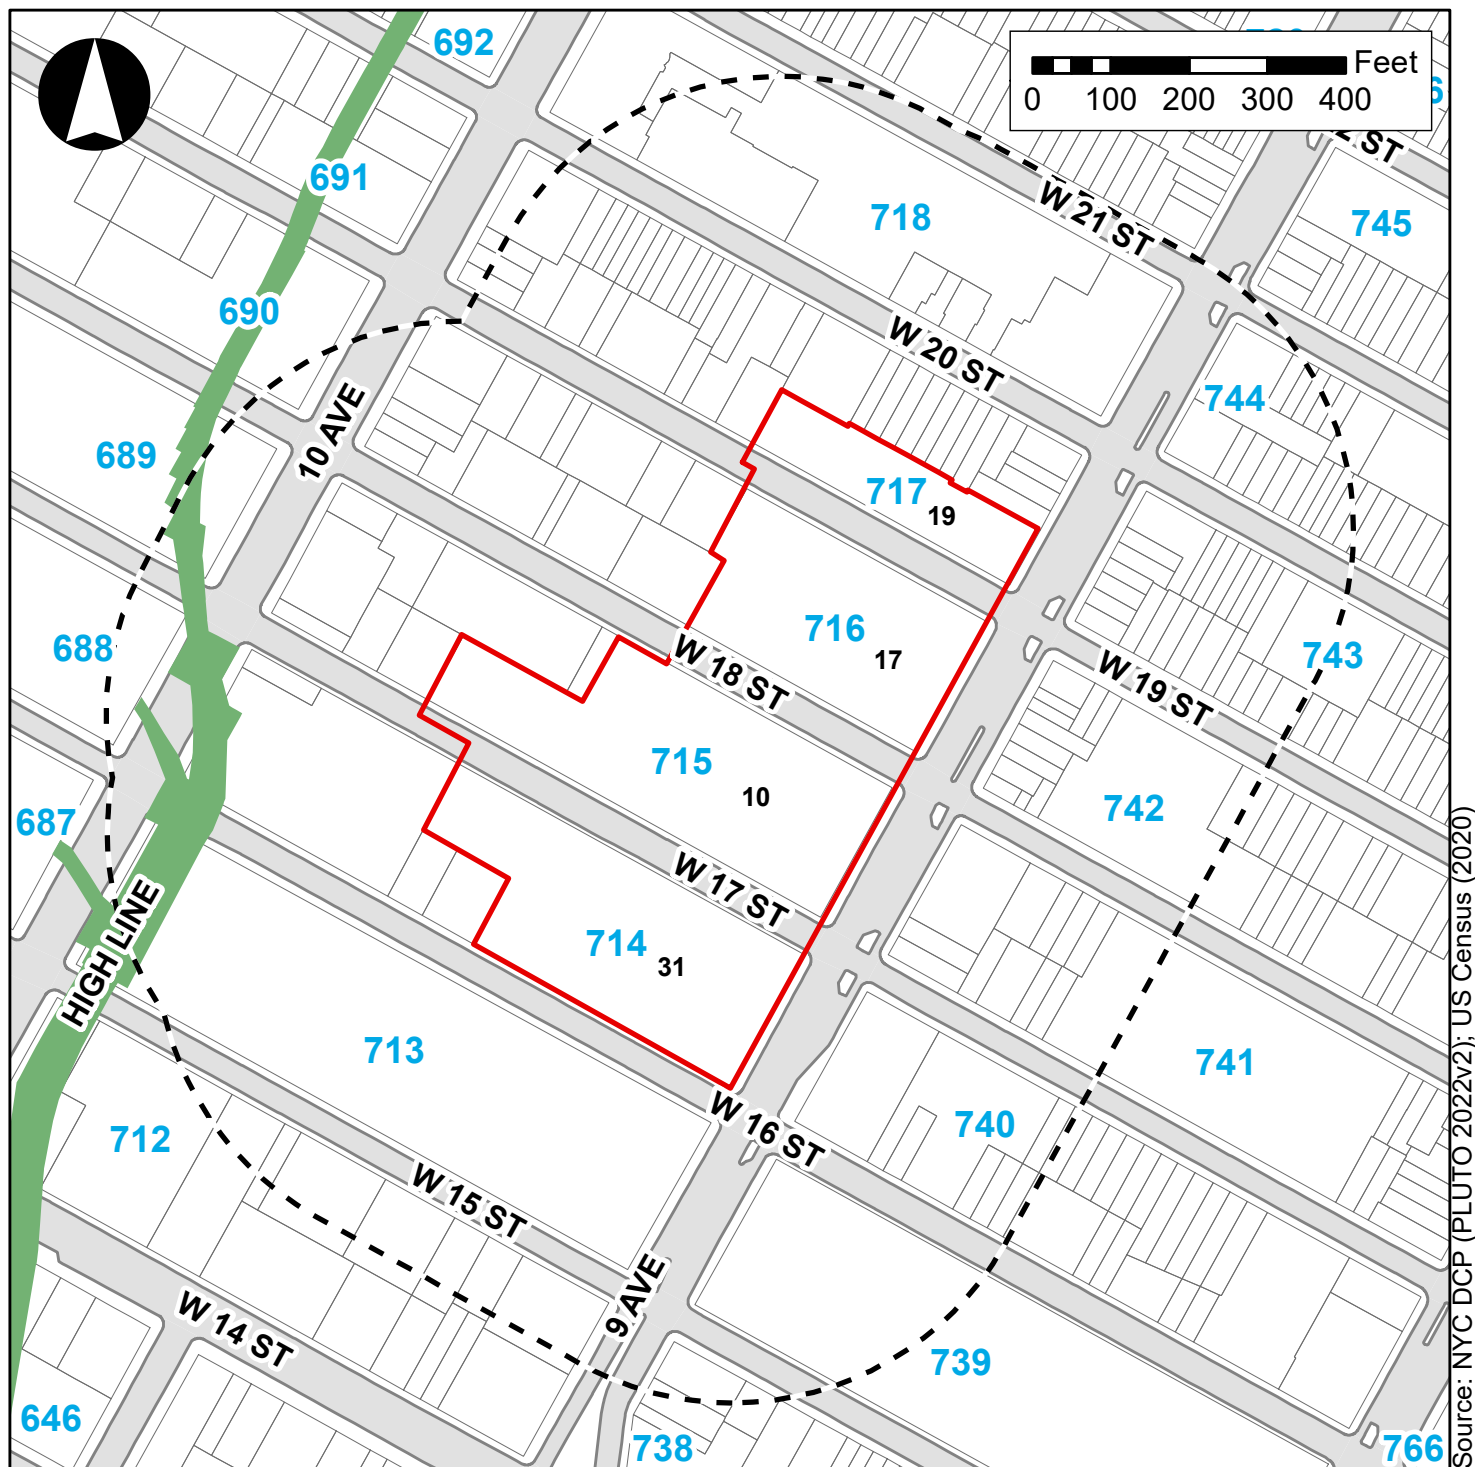 692
Feet
0 100 200 300 400
ST
691
W 21 ST
718
745
690
W 20 ST
744
10 AVE
689
717
19
716
17
688
W 18 ST
W 19 ST
743
715
10
742
687
W 17 ST
HIGH LINE
714
31
713
741
712
W 16 ST
740
W 15 ST
9 AVE
W 14 ST
739
646
738
766
Source: NYC DCP (PLUTO 2022v2); US Census (2020)